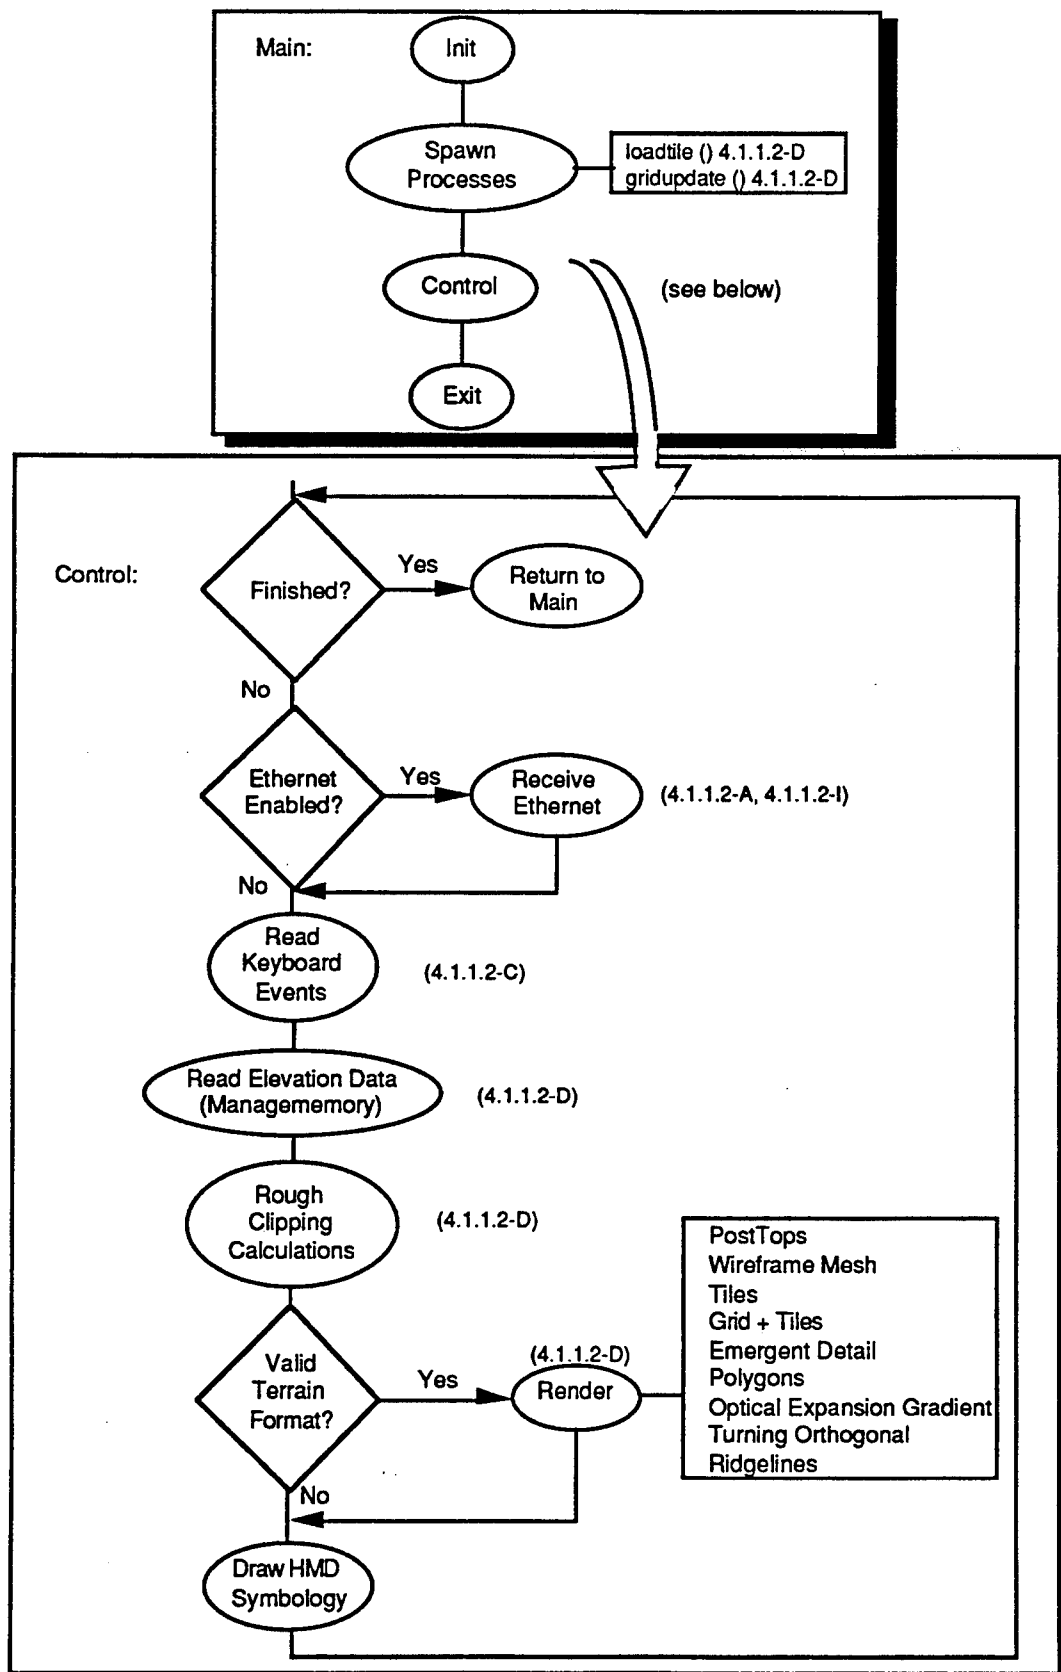 Main:
Init
Spawn
Processes
loadtile () 4.1.1.2-D
gridupdate () 4.1.1.2-D
Control
(see below)
Exit
Control:
Finished?
Yes
Return to
Main
No
Ethernet
Enabled?
Yes
Receive
Ethernet
(4.1.1.2-A, 4.1.1.2-I)
No
Read
Keyboard
Events
(4.1.1.2-C)
Read Elevation Data
(Managememory)
(4.1.1.2-D)
Rough
Clipping
Calculations
(4.1.1.2-D)
Valid
Terrain
Format?
Yes
(4.1.1.2-D)
Render
PostTops
Wireframe Mesh
Tiles
Grid + Tiles
Emergent Detail
Polygons
Optical Expansion Gradient
Turning Orthogonal
Ridgelines
No
Draw HMD
Symbology